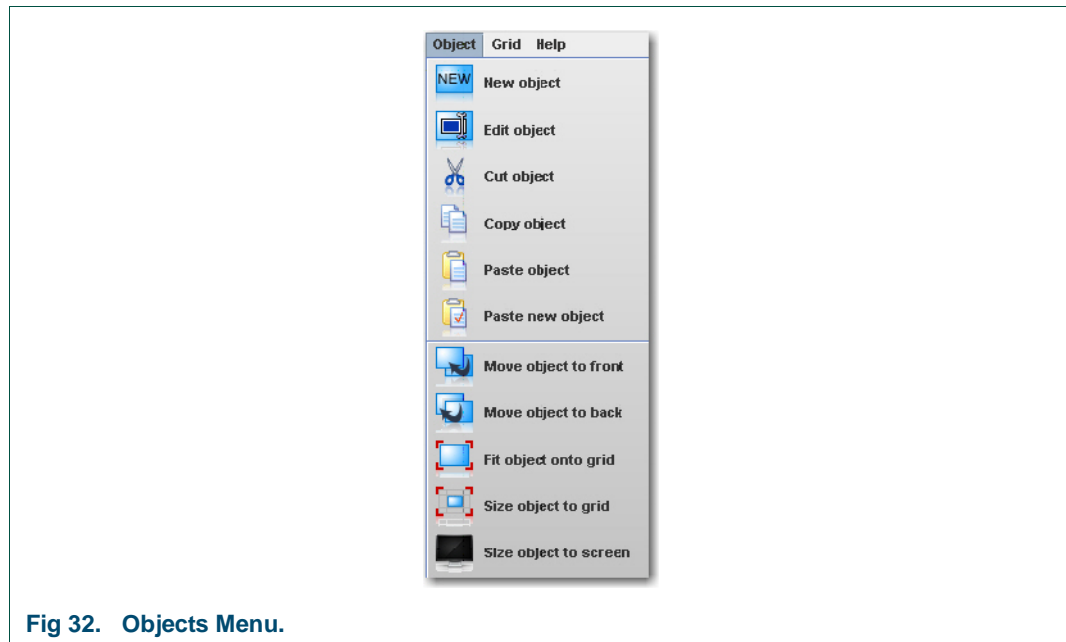 Object Grid Help
NEW New object
Edit object
Cut object
Copy object
Paste object
Paste new object
Move object to front
Move object to back
Fit object onto grid
Size object to grid
Size object to screen
Fig 32. Objects Menu.